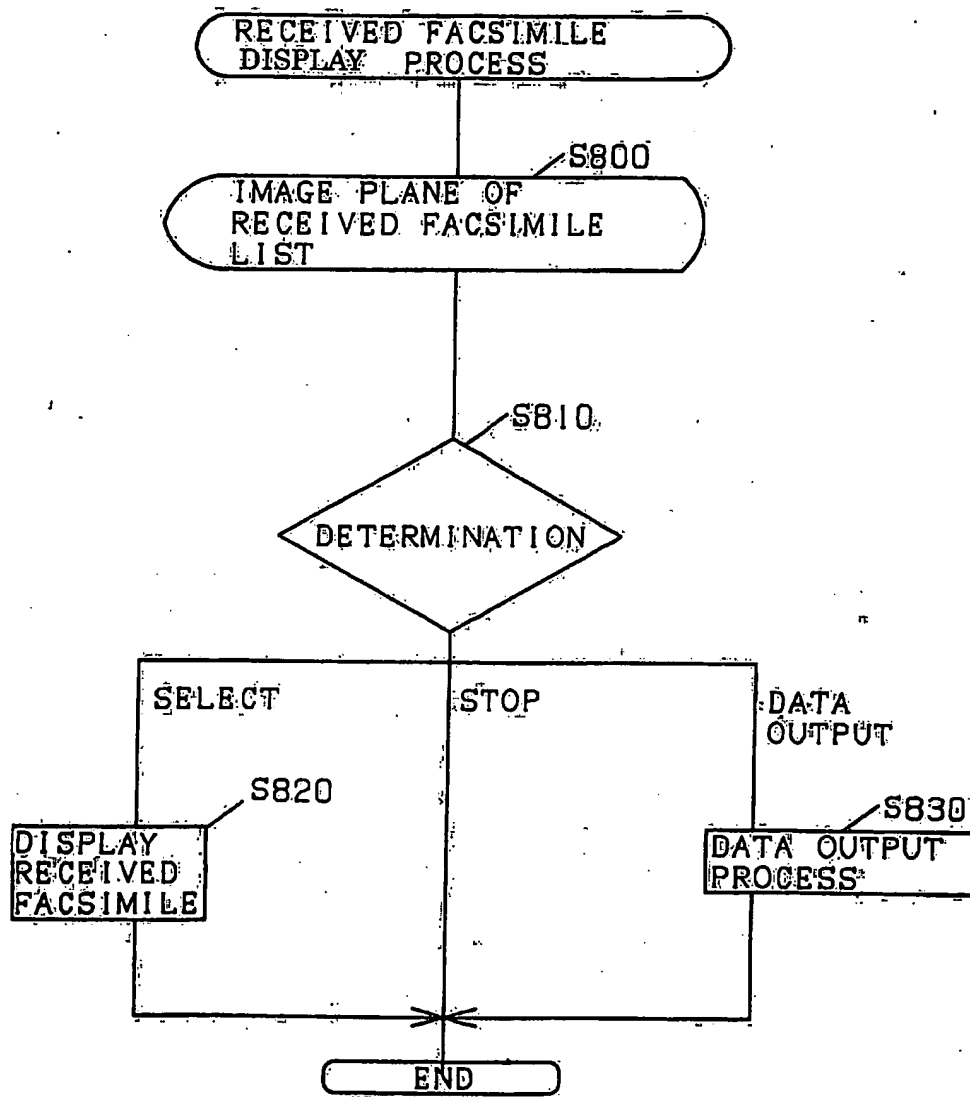 RECEIVED FACSIMILE
DISPLAY PROCESS
S800
IMAGE PLANE OF
RECEIVED FACSIMILE
LIST
S810
DETERMINATION
SELECT
STOP
DATA
OUTPUT
S820
S830
DISPLAY
RECEIVED
FACSIMILE
DATA OUTPUT
PROCESS
END